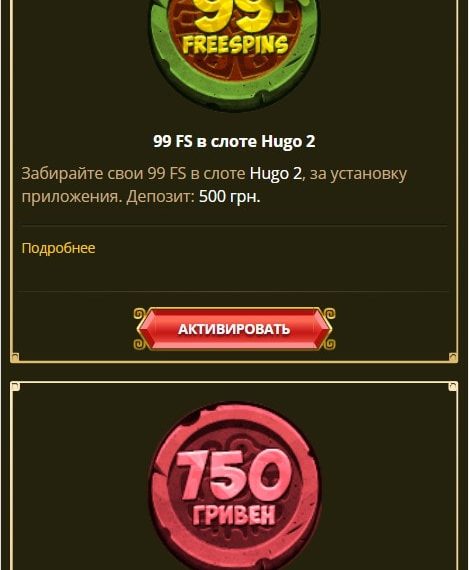 99
FREESPINS
99 FS в слоте Hugo 2
Забирайте свои 99 FS в слоте Hugo 2, за установку
приложения. Депозит: 500 грн.
Подробнее
АКТИВИРОВАТЬ
750
ГРИВЕН